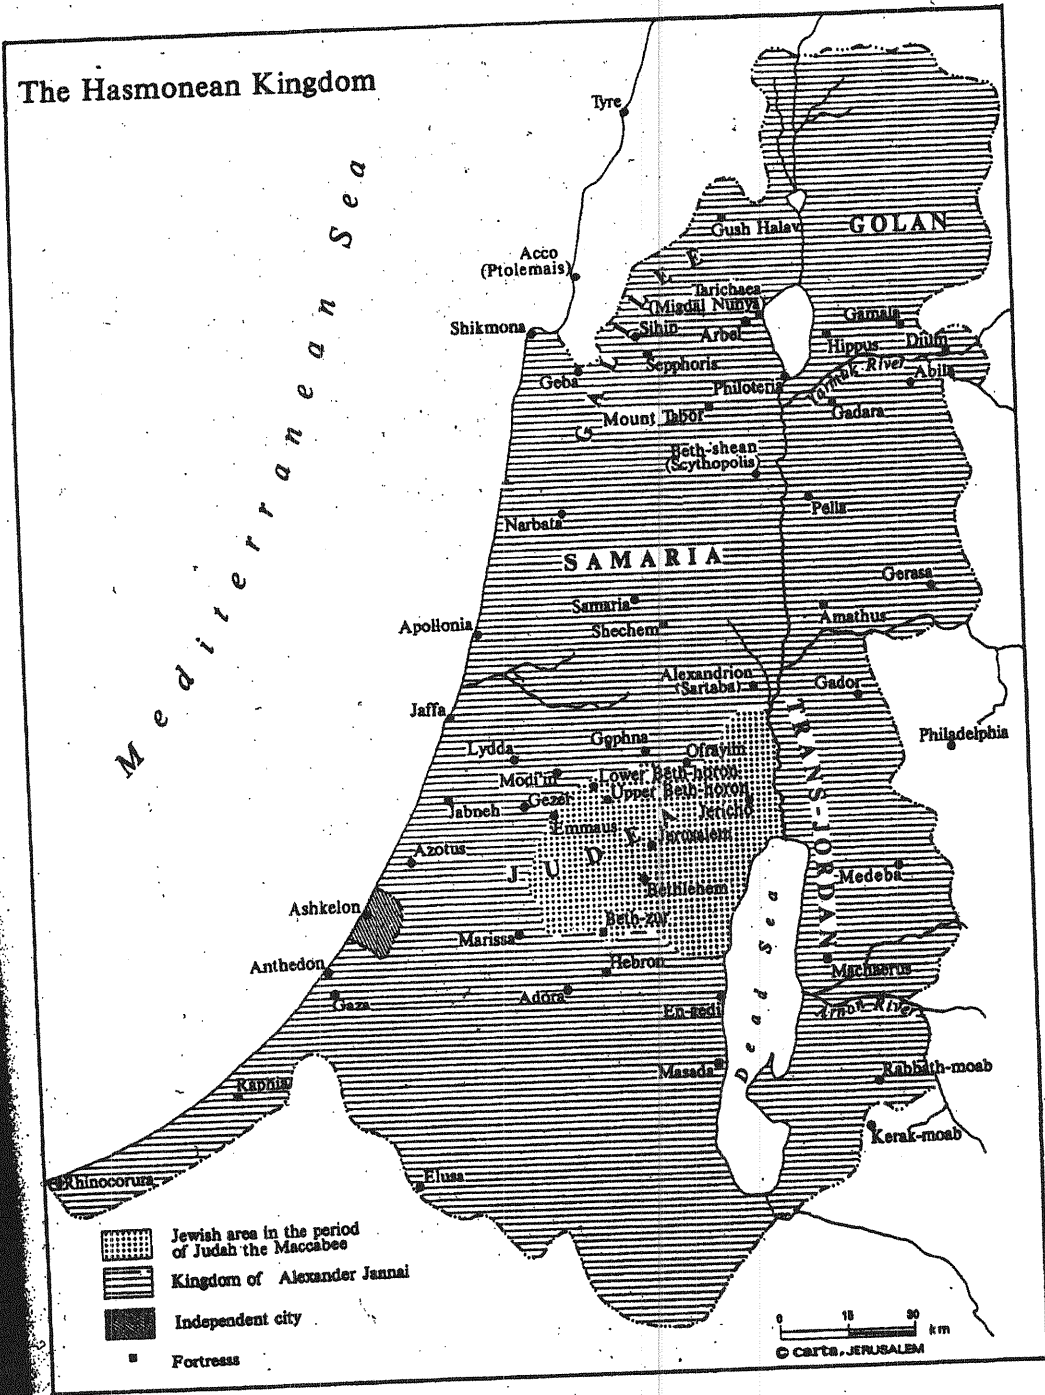 The Hasmonean Kingdom
Mediterranean Sea
Tyre
Gush Halav
GOLAN
Acco
(Ptolemais)
GALILEE
Tarichaea
(Migdal Nunya)
Shikmona
Sihin
Arbel
Gamala
Hippus
Dium
Sepphoris
Geba
Philoteria
Yarmuk River
Abila
Mount Tabor
Gadara
Beth-shean
(Scythopolis)
Pella
Narbata
SAMARIA
Gerasa
Samaria
Amathus
Apollonia
Shechem
Alexandrion
(Sartaba)
Gador
Jaffa
TRANS-JORDAN
Philadelphia
Gophna
Lydda
Ofrayim
Modi'in
Lower Beth-horon
Upper Beth-horon
Gezer
Jabneh
Jericho
Emmaus
Jerusalem
JUDEA
Azotus
Medeba
Bethlehem
Ashkelon
Beth-zur
Marissa
Dead Sea
Hebron
Anthedon
Machaerus
Adora
Gaza
En-gedi
Arnon River
Masada
Rabbath-moab
Raphia
Kerak-moab
Elusa
Rhinocorura
Jewish area in the period
of Judah the Maccabee
Kingdom of Alexander Jannai
Independent city
Fortresss
0 15 30 km
© carta, JERUSALEM